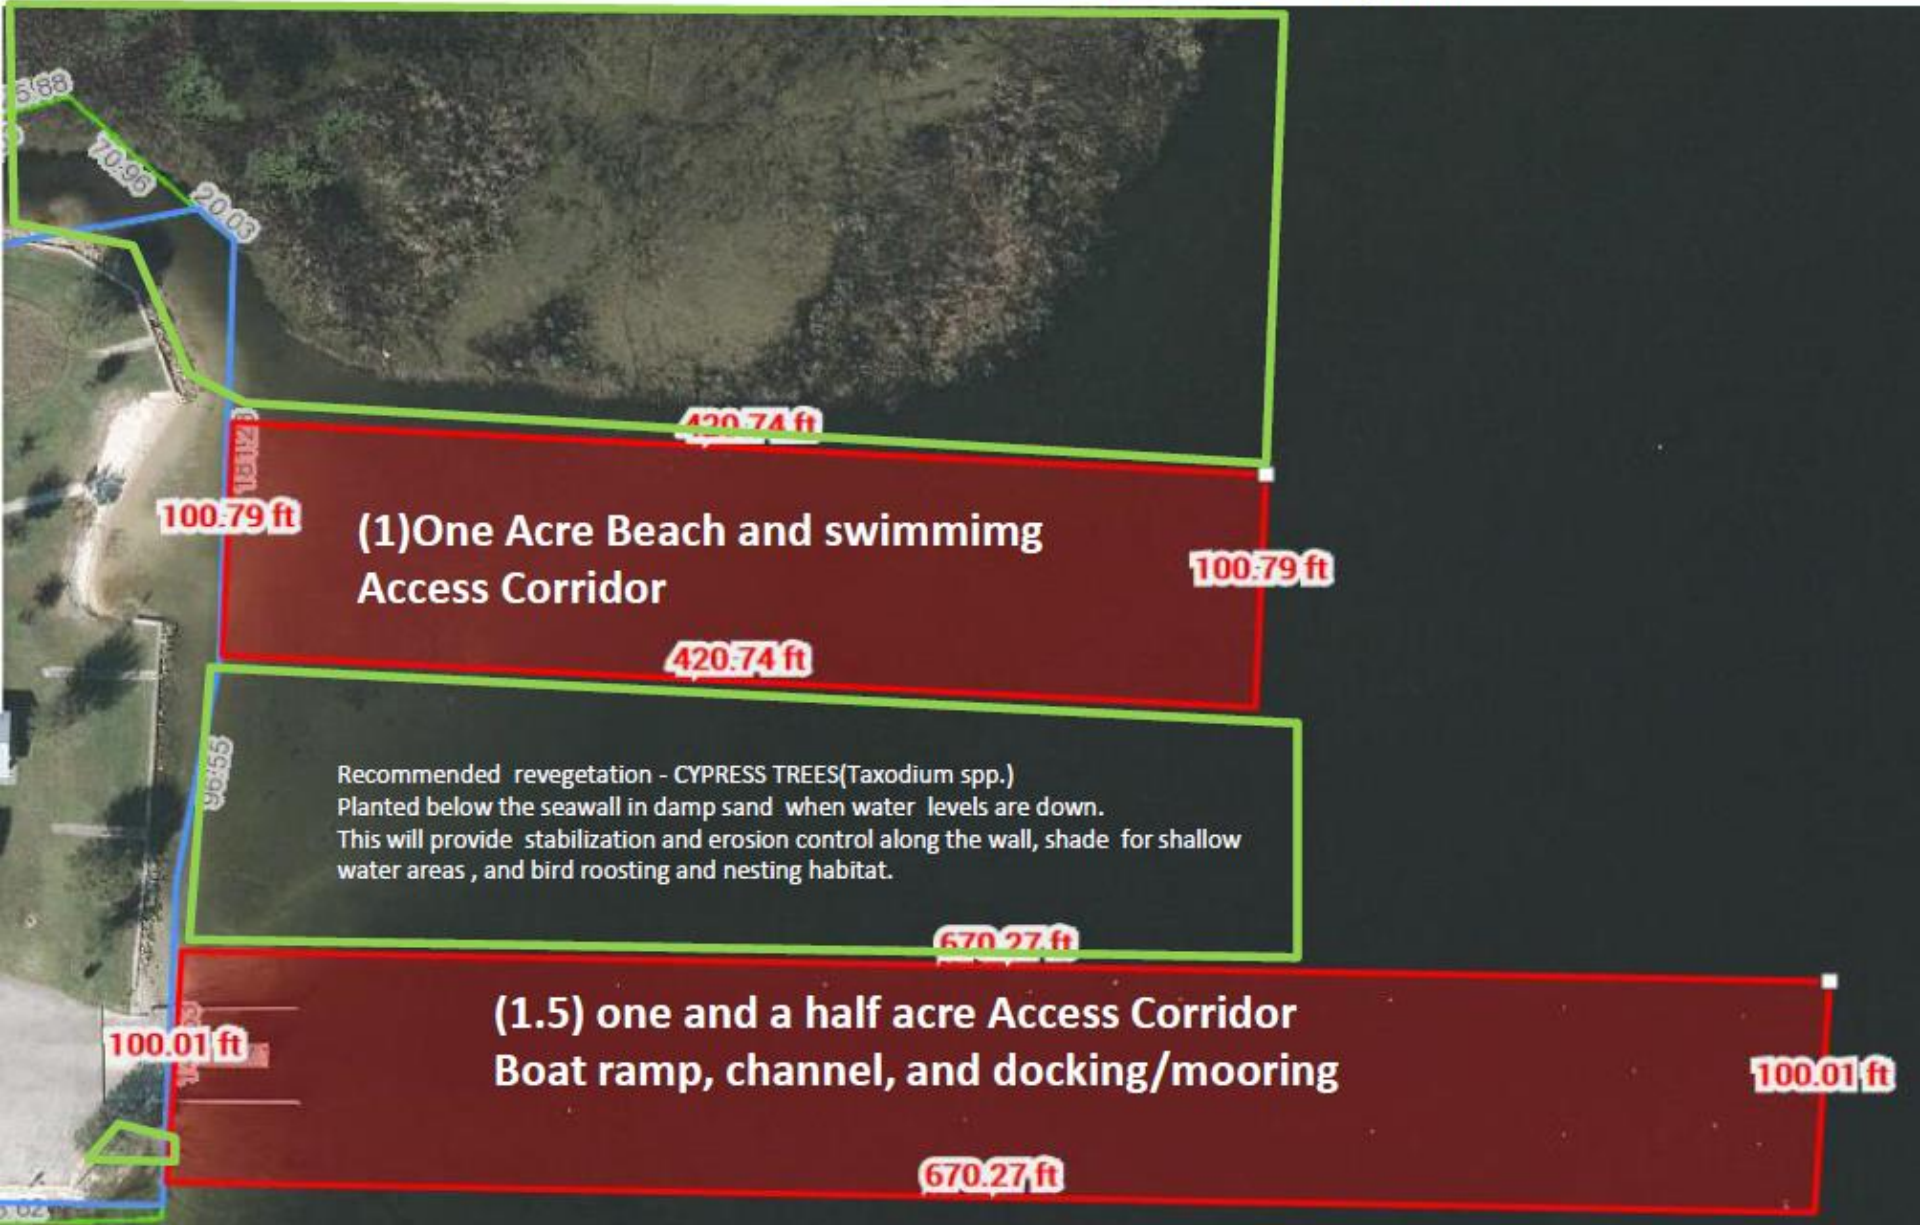 70.96
20.03
420.74 ft
181.21
100.79 ft
(1)One Acre Beach and swimmimg
Access Corridor
100.79 ft
420.74 ft
96.55
Recommended  revegetation - CYPRESS TREES(Taxodium spp.)
Planted below the seawall in damp sand  when water  levels are down.
This will provide  stabilization and erosion control along the wall, shade  for shallow
water areas , and bird roosting and nesting habitat.
670.27 ft
(1.5) one and a half acre Access Corridor
100.01 ft
Boat ramp, channel, and docking/mooring
100.01 ft
670.27 ft